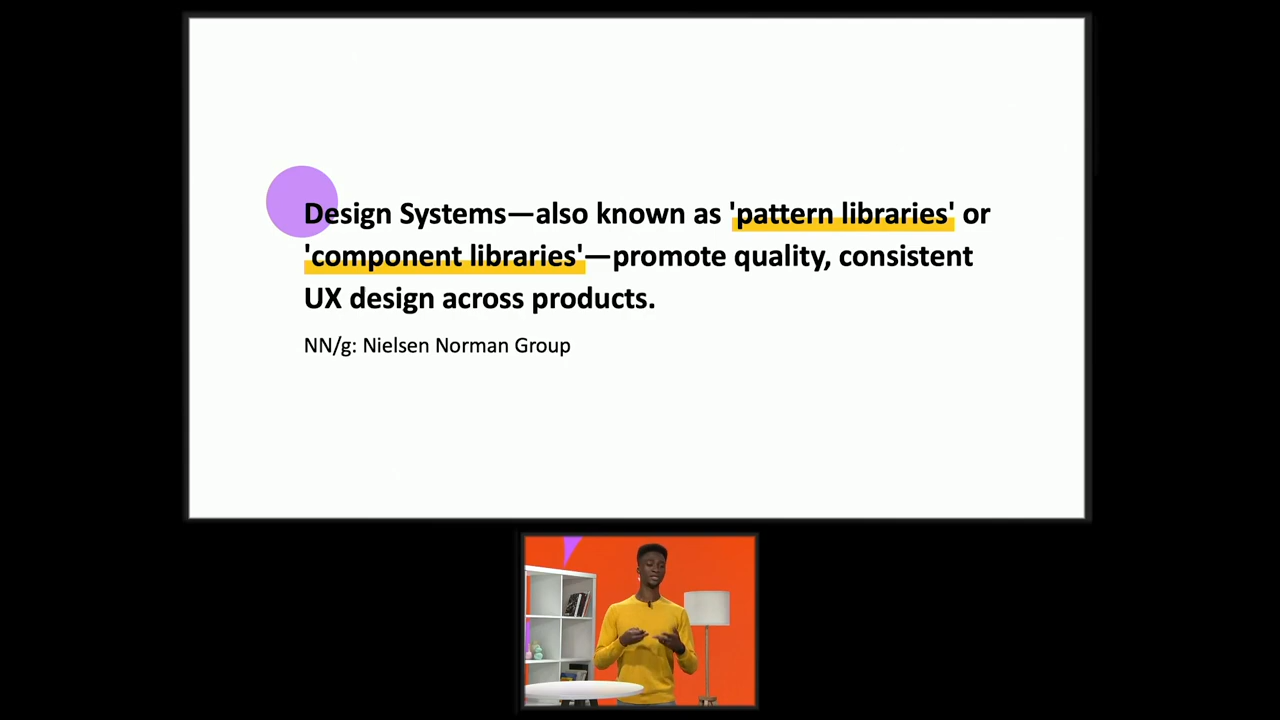 Design Systems—also known as 'pattern libraries' or
'component libraries'—promote quality, consistent
UX design across products.
NN/g: Nielsen Norman Group